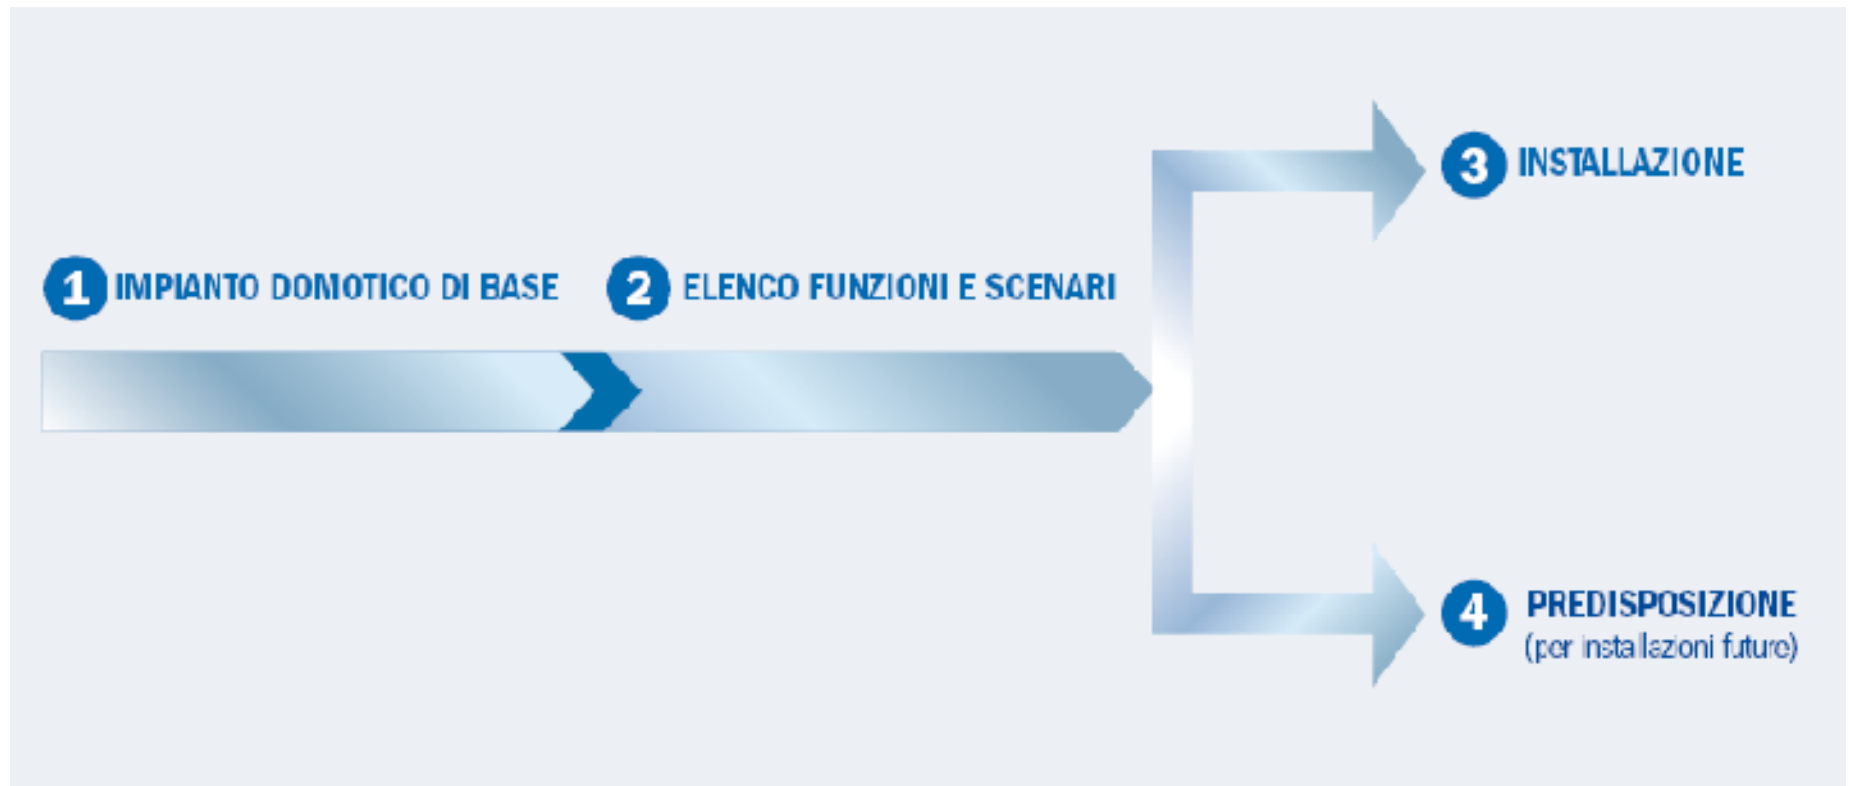 1 IMPIANTO DOMOTICO DI BASE
2 ELENCO FUNZIONI E SCENARI
3 INSTALLAZIONE
4 PREDISPOSIZIONE
(per installazioni future)